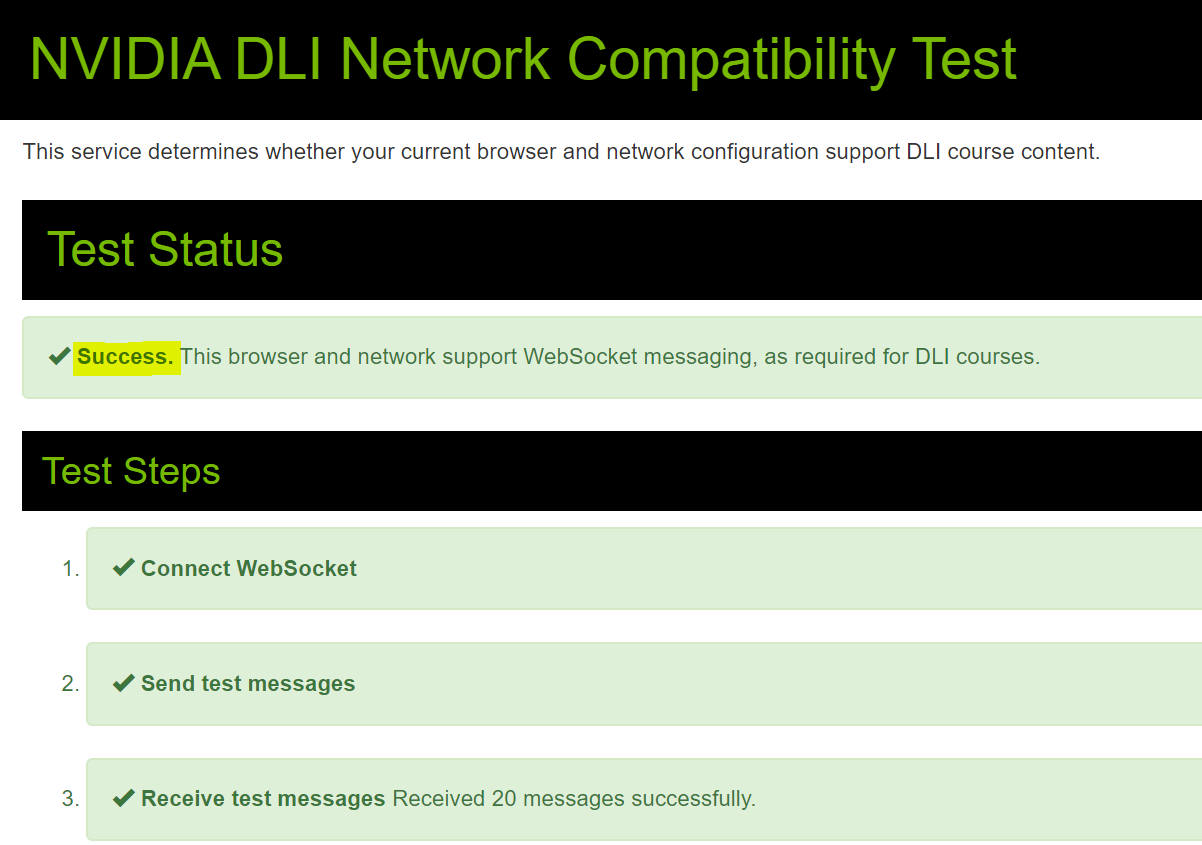 NVIDIA DLI Network Compatibility Test
This service determines whether your current browser and network configuration support DLI course content.
Test Status
Success. This browser and network support WebSocket messaging, as required for DLI courses.
Test Steps
1. Connect WebSocket
2. Send test messages
3. Receive test messages Received 20 messages successfully.